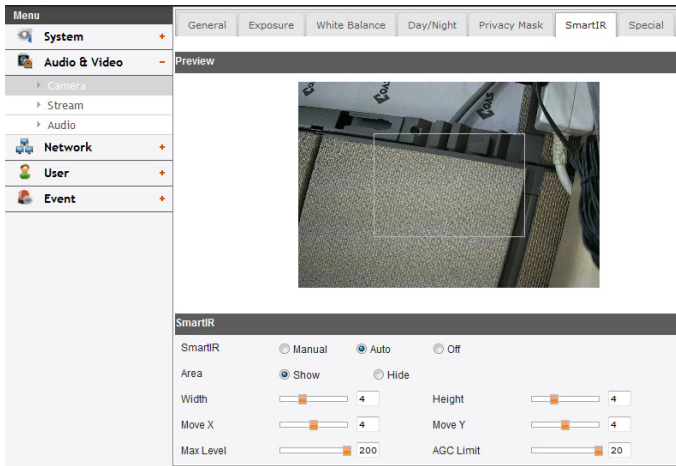 Menu
System +
Audio & Video -
Camera
Stream
Audio
Network +
User +
Event +
General Exposure White Balance Day/Night Privacy Mask SmartIR Special
Preview
COAS
COAS
SmartIR
SmartIR Manual Auto Off
Area Show Hide
Width 4 Height 4
Move X 4 Move Y 4
Max Level 200 AGC Limit 20